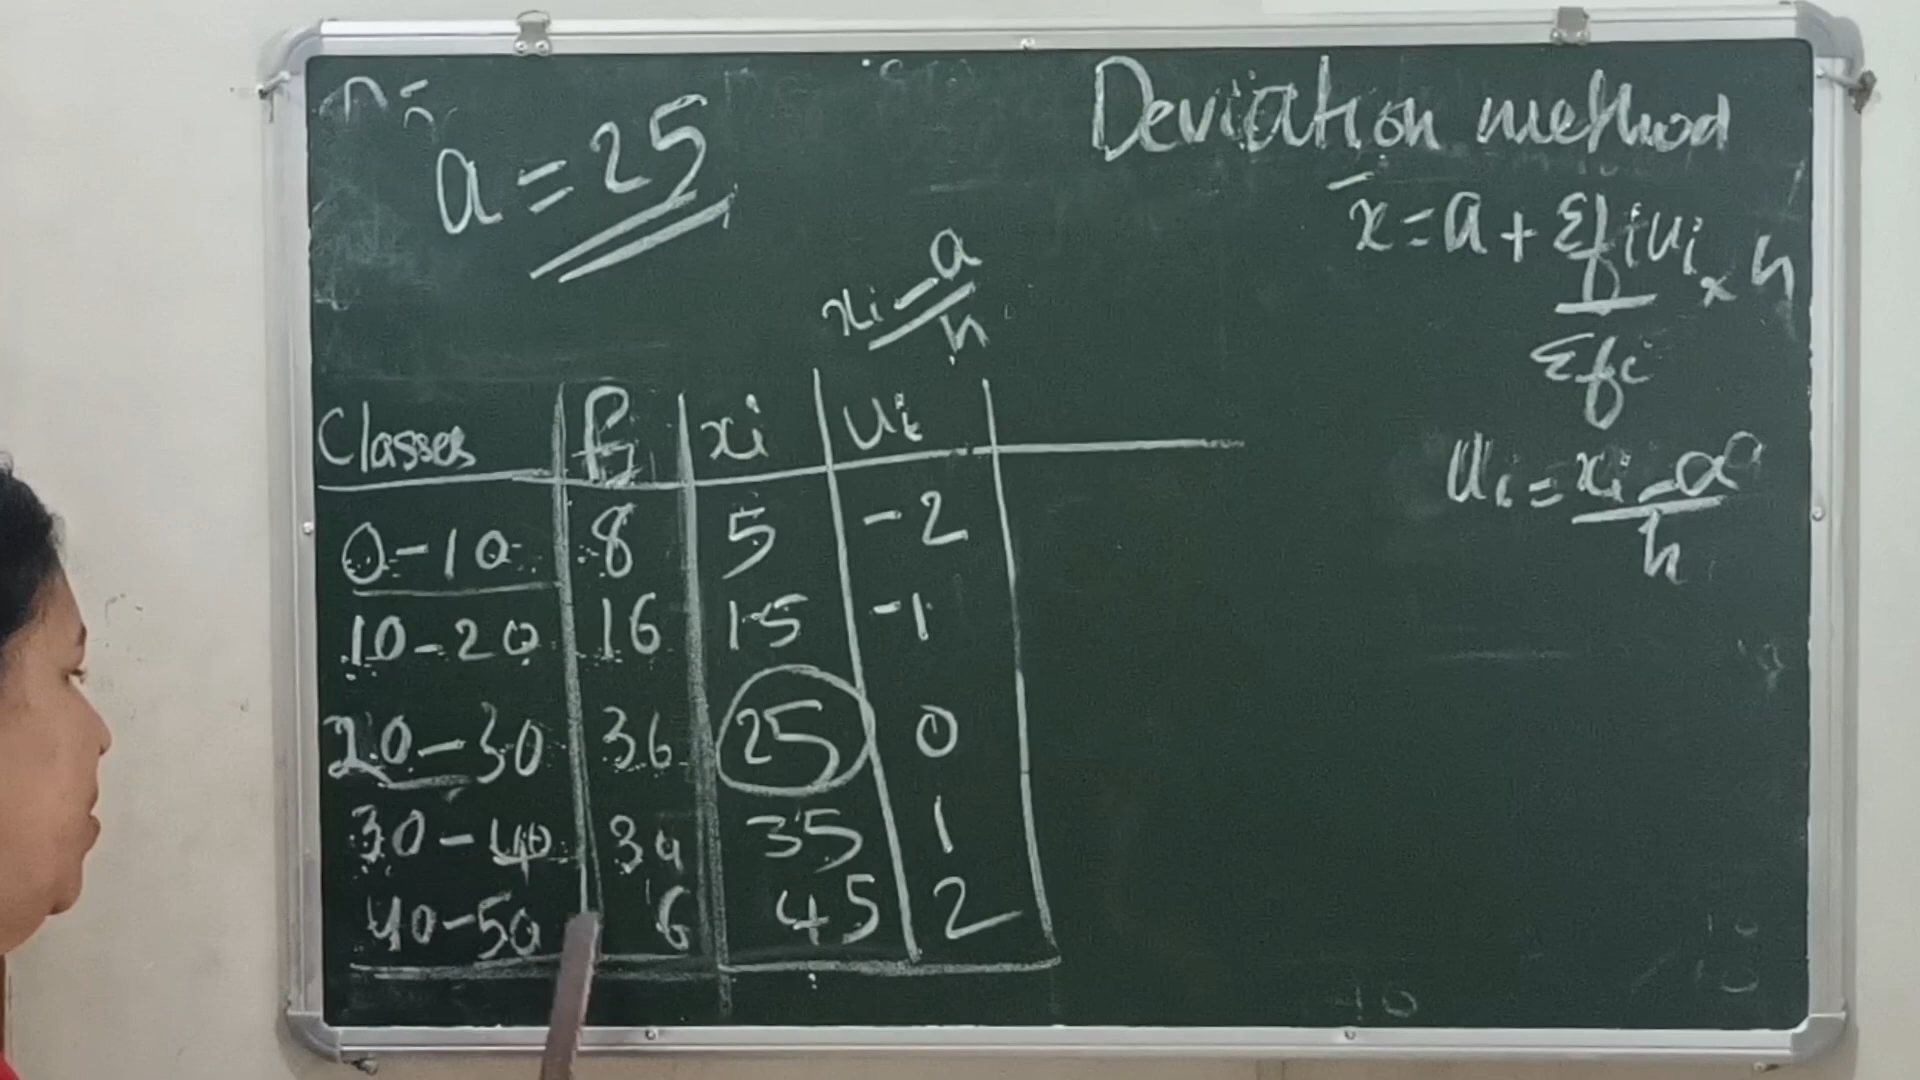 a = 25
Deviation method
x̄ = a + Σfiui / Σfi × h
xi - a / h
ui = xi - a / h
Classes fi xi ui
0-10 8 5 -2
10-20 16 15 -1
20-30 36 25 0
30-40 34 35 1
40-50 6 45 2